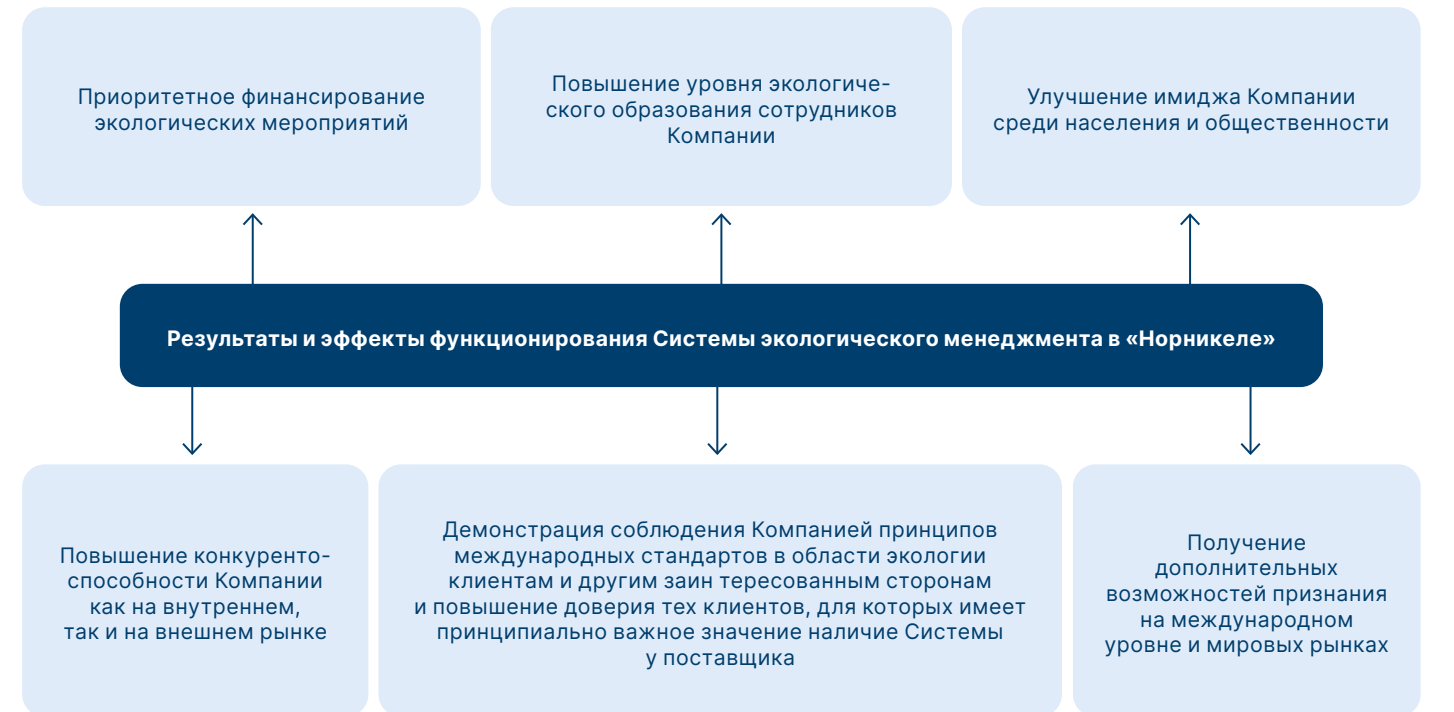 Приоритетное финансирование
экологических мероприятий
Повышение уровня экологиче-
ского образования сотрудников
Компании
Улучшение имиджа Компании
среди населения и общественности
Результаты и эффекты функционирования Системы экологического менеджмента в «Норникеле»
Повышение конкуренто-
способности Компании
как на внутреннем,
так и на внешнем рынке
Демонстрация соблюдения Компанией принципов
международных стандартов в области экологии
клиентам и другим заин тересованным сторонам
и повышение доверия тех клиентов, для которых имеет
принципиально важное значение наличие Системы
у поставщика
Получение
дополнительных
возможностей признания
на международном
уровне и мировых рынках